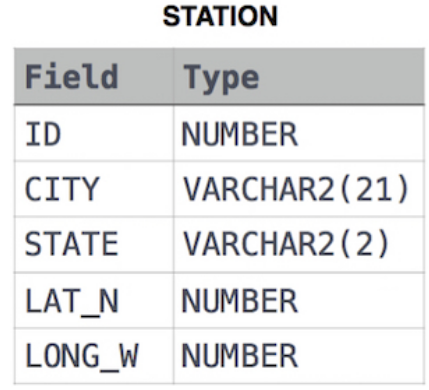 STATION
Field Type
ID NUMBER
CITY VARCHAR2(21)
STATE VARCHAR2(2)
LAT_N NUMBER
LONG_W NUMBER